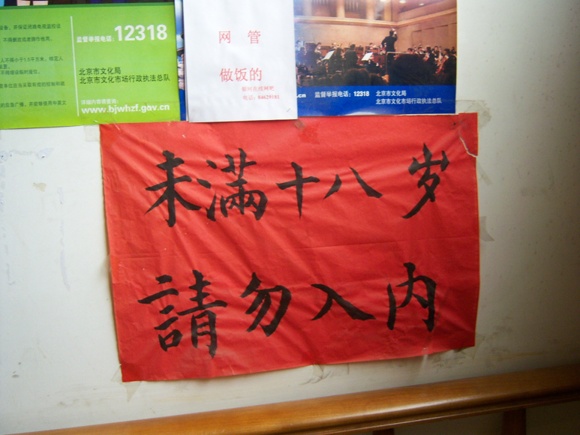 监督举报电话: 12318
北京市文化局
北京市文化市场行政执法总队
www.bjwhzf.gov.cn
网 管
做饭的
监督举报电话: 12318 北京市文化局
北京市文化市场行政执法总队
未滿十八岁
請勿入内